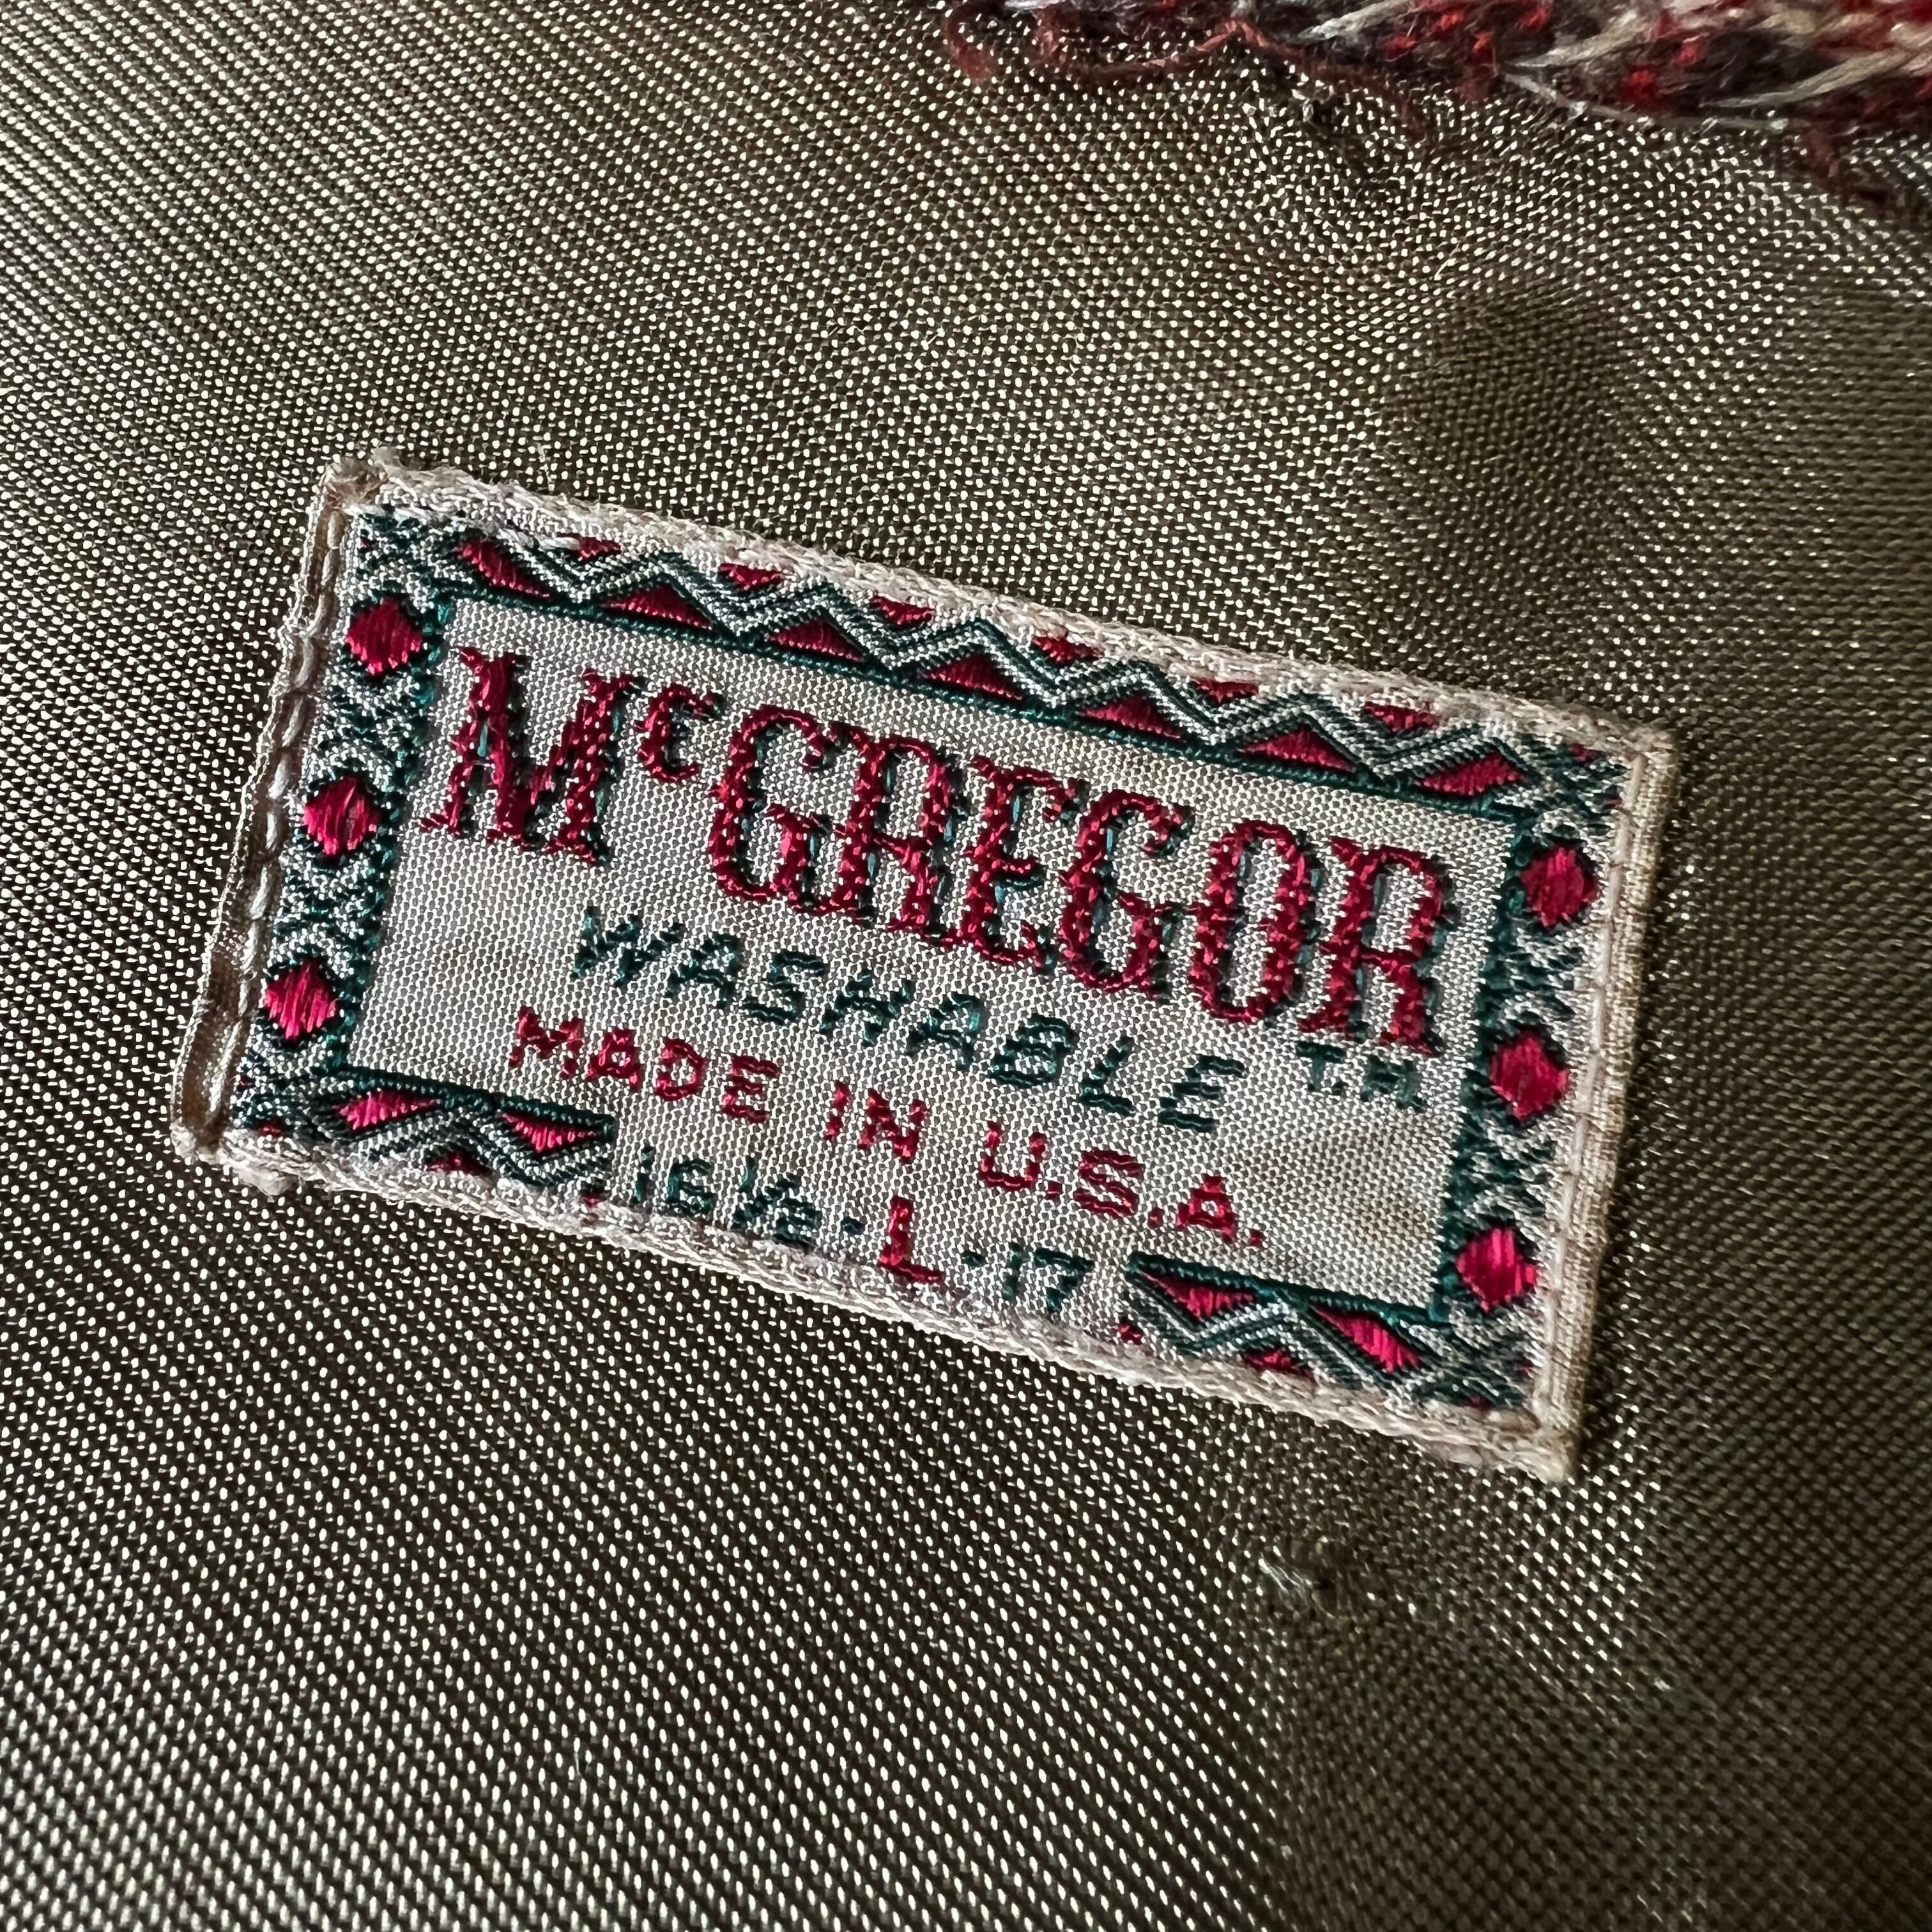 McGREGOR
WASHABLE T.M.
MADE IN U.S.A.
16½-L-17